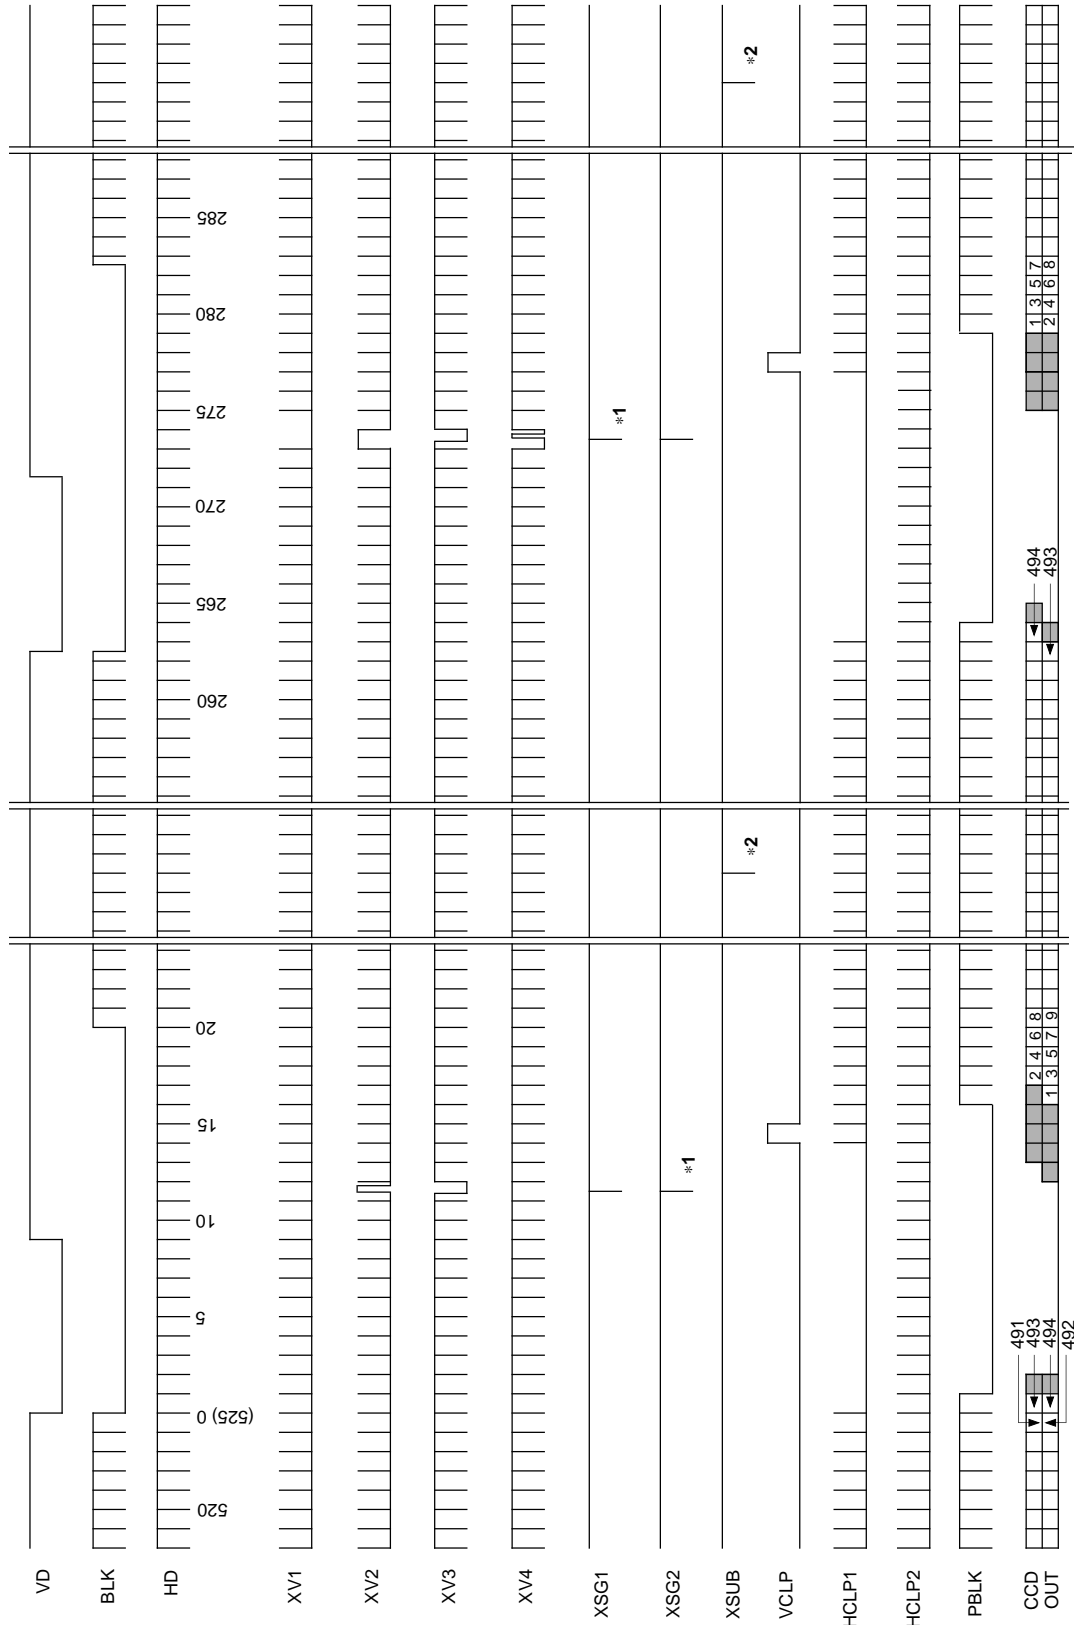 VD
BLK
HD
520
(525) 0
5
10
15
20
260
265
270
275
280
285
XV1
XV2
XV3
XV4
XSG1
*1
XSG2
*1
XSUB
*2
*2
VCLP
HCLP1
HCLP2
PBLK
CCD
OUT
491
493
494
492
2 4 6 8
1 3 5 7 9
494
493
1 3 5 7
2 4 6 8